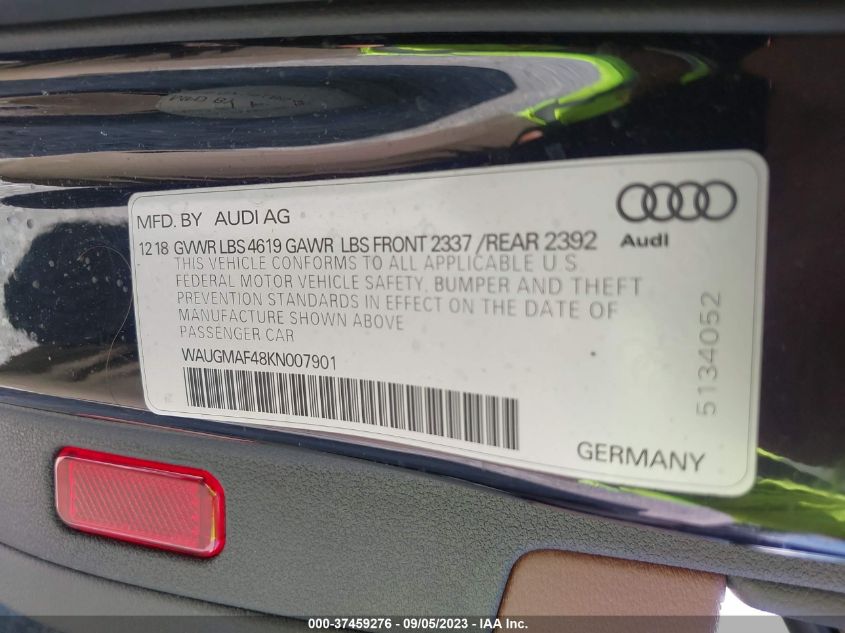 MFD. BY AUDI AG
Audi
12 18 GVWR LBS 4619 GAWR LBS FRONT 2337 /REAR 2392
THIS VEHICLE CONFORMS TO ALL APPLICABLE U.S
FEDERAL MOTOR VEHICLE SAFETY, BUMPER AND THEFT
PREVENTION STANDARDS IN EFFECT ON THE DATE OF
MANUFACTURE SHOWN ABOVE
PASSENGER CAR
WAUGMAF48KN007901
5134052
GERMANY
000-37459276 - 09/05/2023 - IAA Inc.